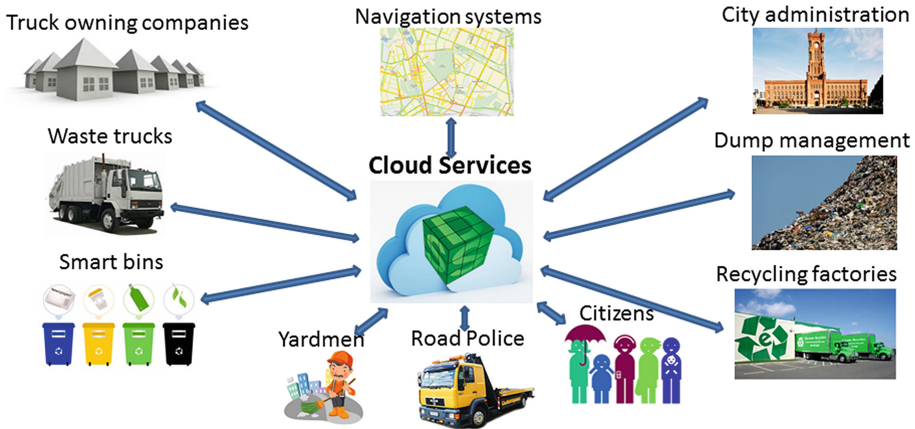 Truck owning companies
Navigation systems
City administration
Waste trucks
Cloud Services
Dump management
Smart bins
Recycling factories
Yardmen
Road Police
Citizens